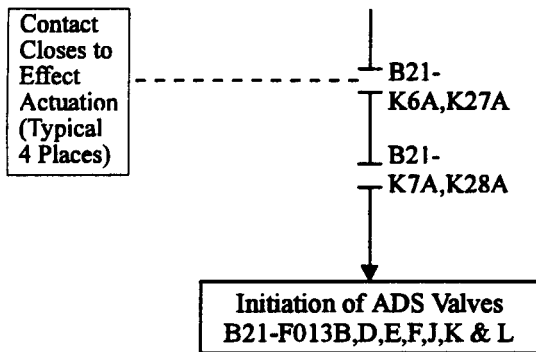 Contact
Closes to
Effect
Actuation
(Typical
4 Places)
B21-
K6A,K27A
B21-
K7A,K28A
Initiation of ADS Valves
B21-F013B,D,E,F,J,K & L